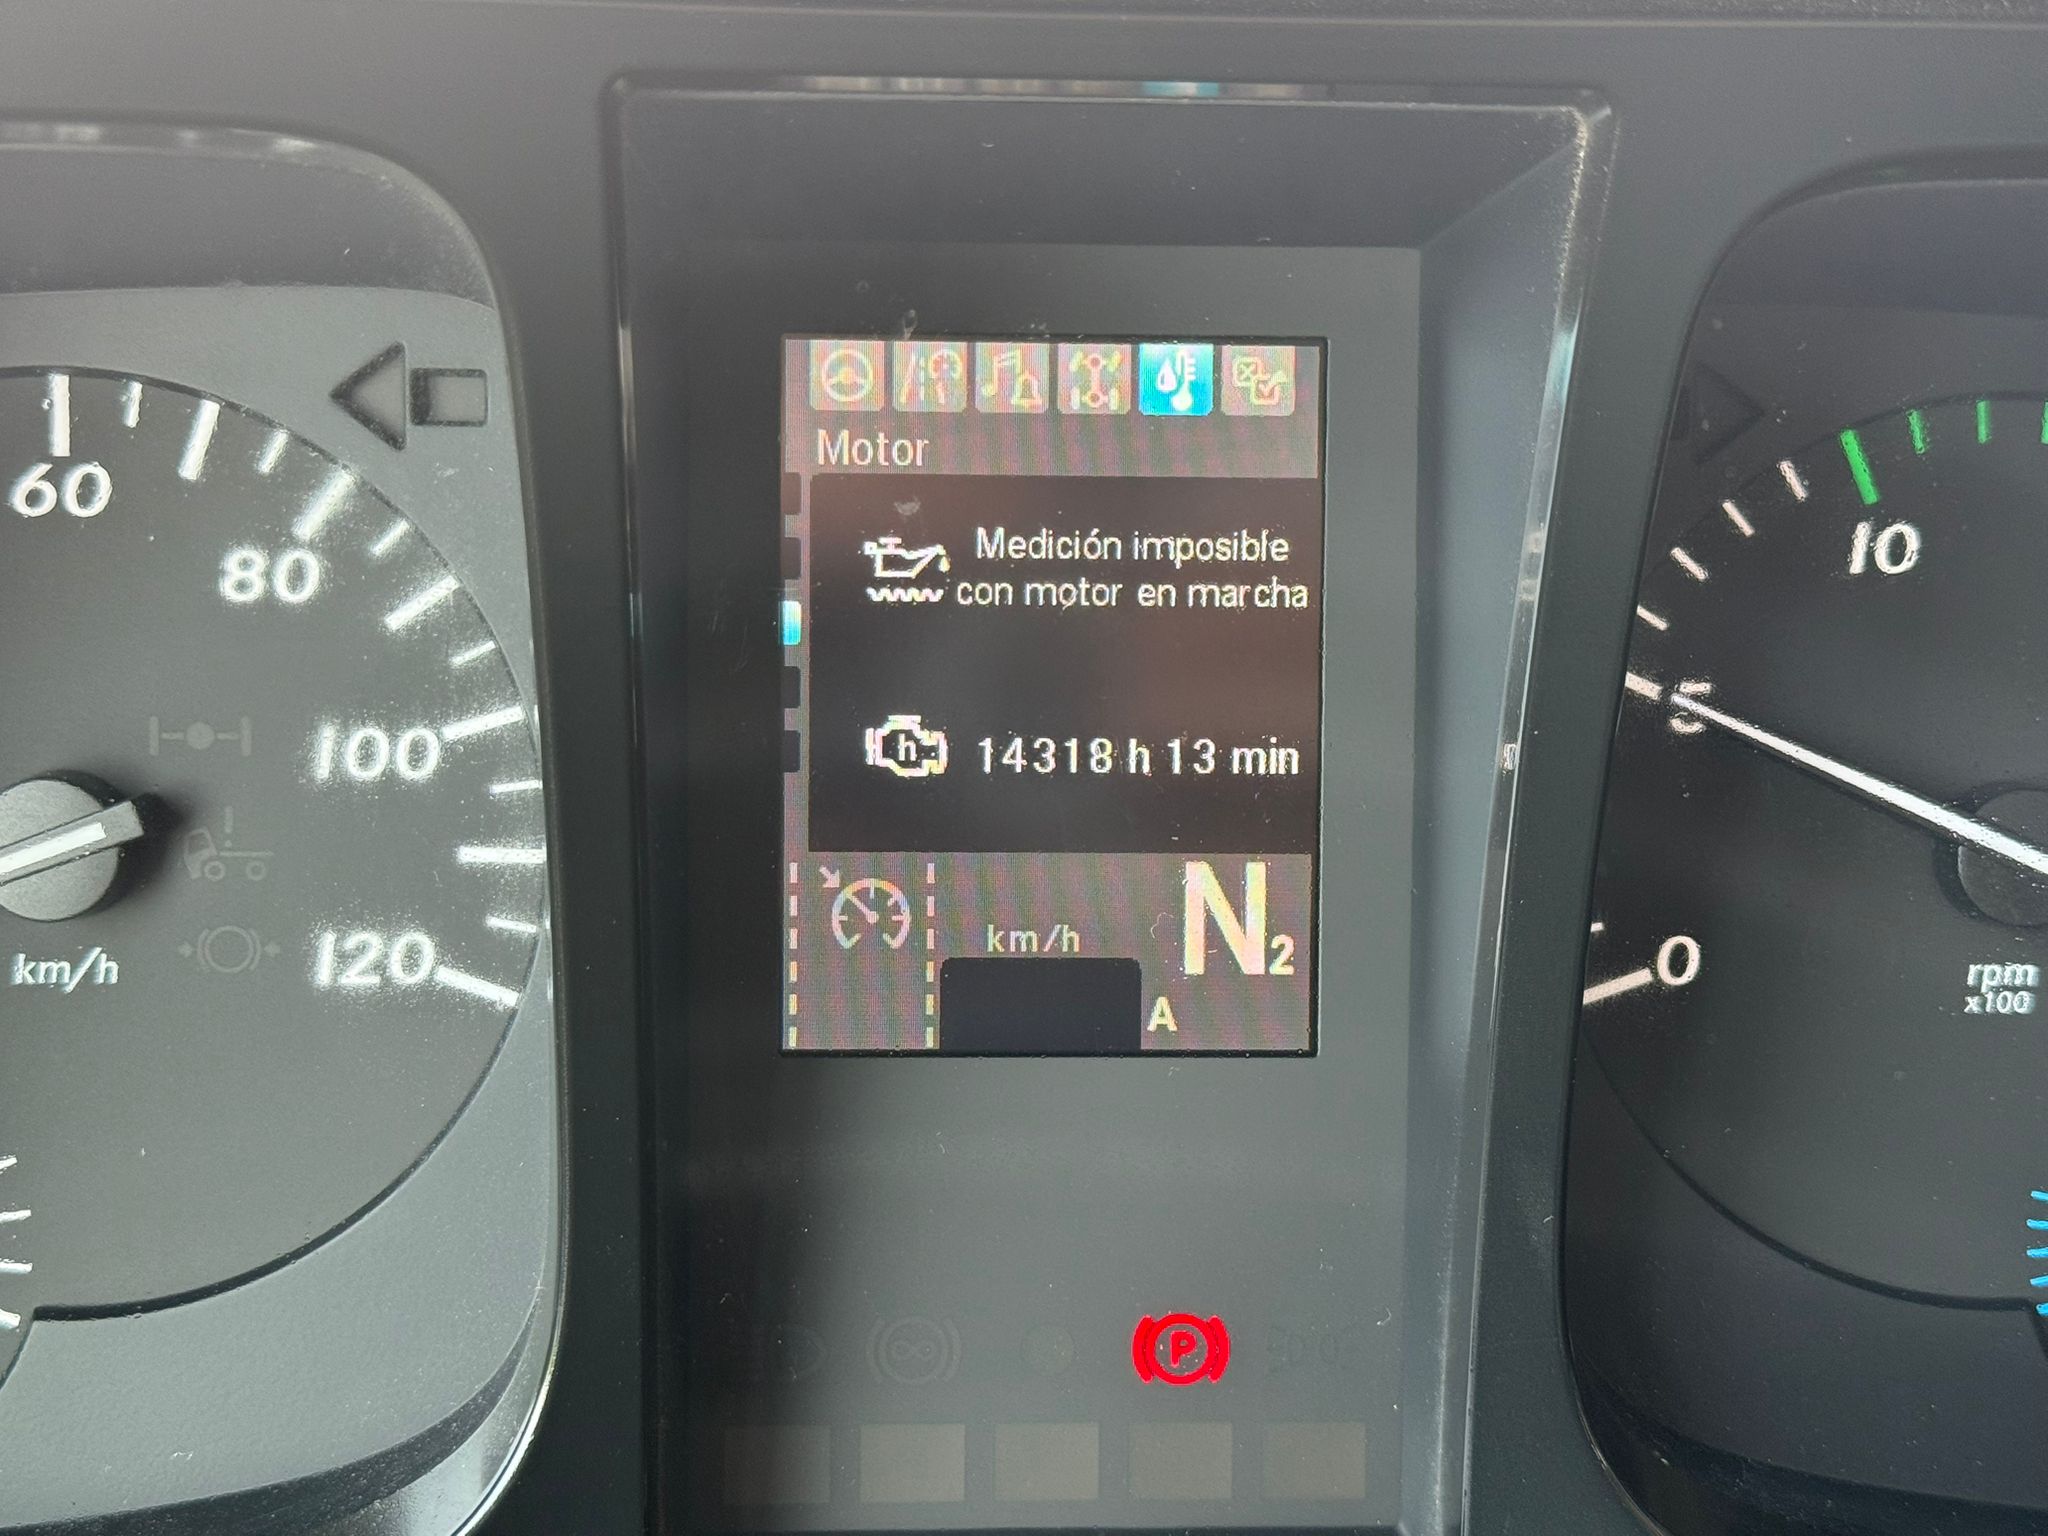 Motor
Medición imposible
con motor en marcha
h
14318 h 13 min
km/h
N2
A
60
80
100
120
km/h
10
5
0
rpm
x100
P